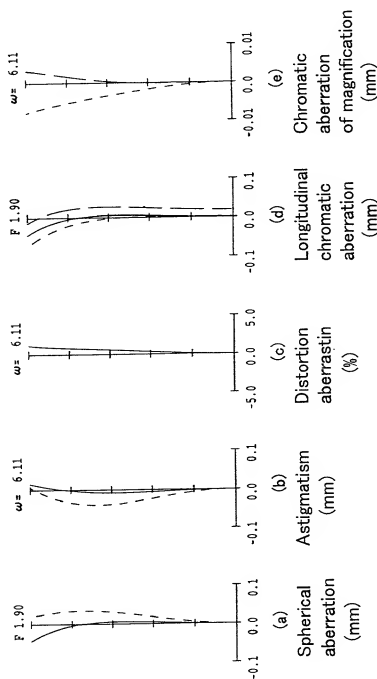 F 1.90
-0.1 0.0 0.1
(a)
Spherical
aberration
(mm)
ω= 6.11
-0.1 0.0 0.1
(b)
Astigmatism
(mm)
ω= 6.11
-5.0 0.0 5.0
(c)
Distortion
aberrastin
(%)
F 1.90
-0.1 0.0 0.1
(d)
Longitudinal
chromatic
aberration
(mm)
ω= 6.11
-0.01 0.0 0.01
(e)
Chromatic
aberration
of magnification
(mm)